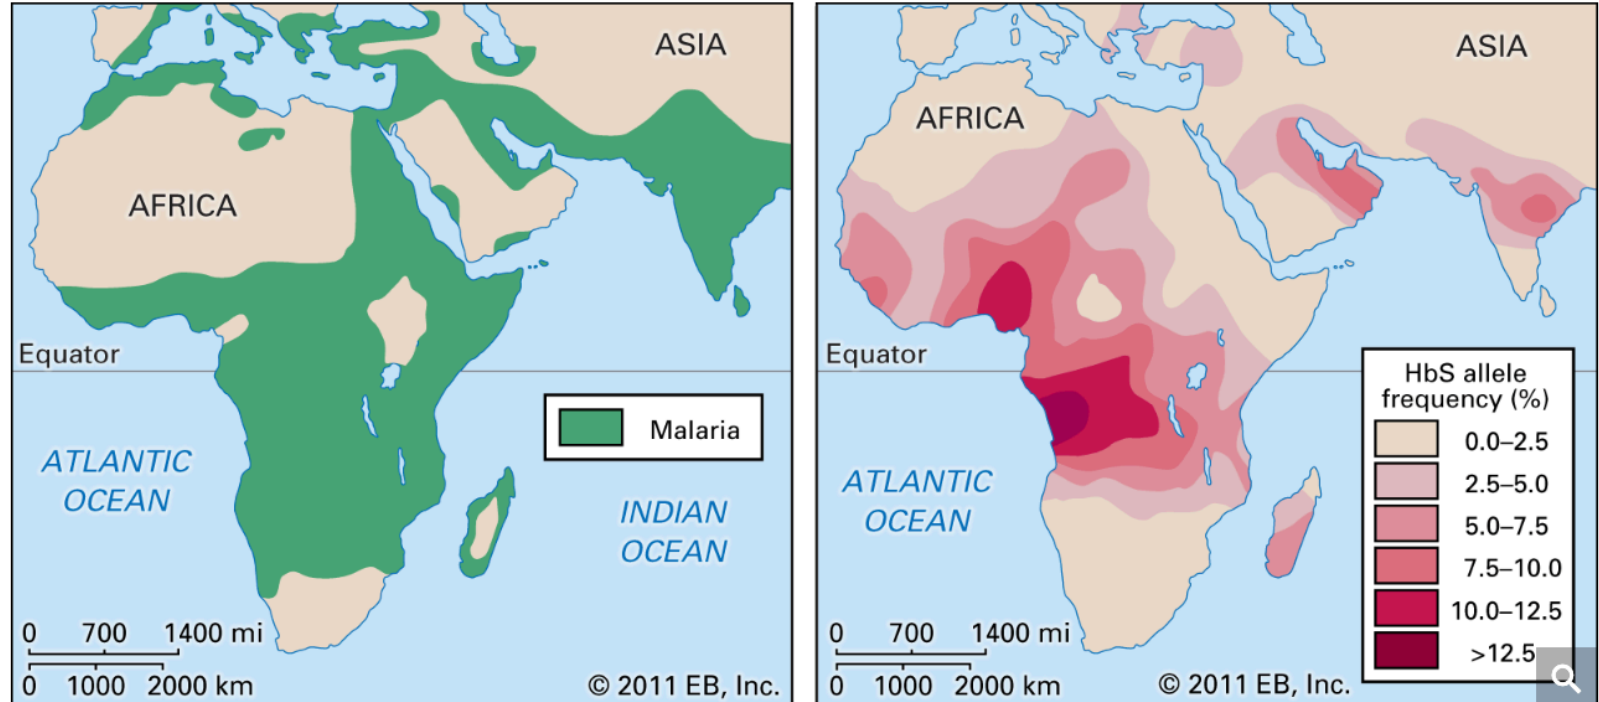 ASIA
AFRICA
Equator
Malaria
ATLANTIC
OCEAN
INDIAN
OCEAN
0 700 1400 mi
0 1000 2000 km
© 2011 EB, Inc.
ASIA
AFRICA
Equator
HbS allele
frequency (%)
0.0–2.5
2.5–5.0
5.0–7.5
7.5–10.0
10.0–12.5
>12.5
ATLANTIC
OCEAN
0 700 1400 mi
0 1000 2000 km
© 2011 EB, Inc.